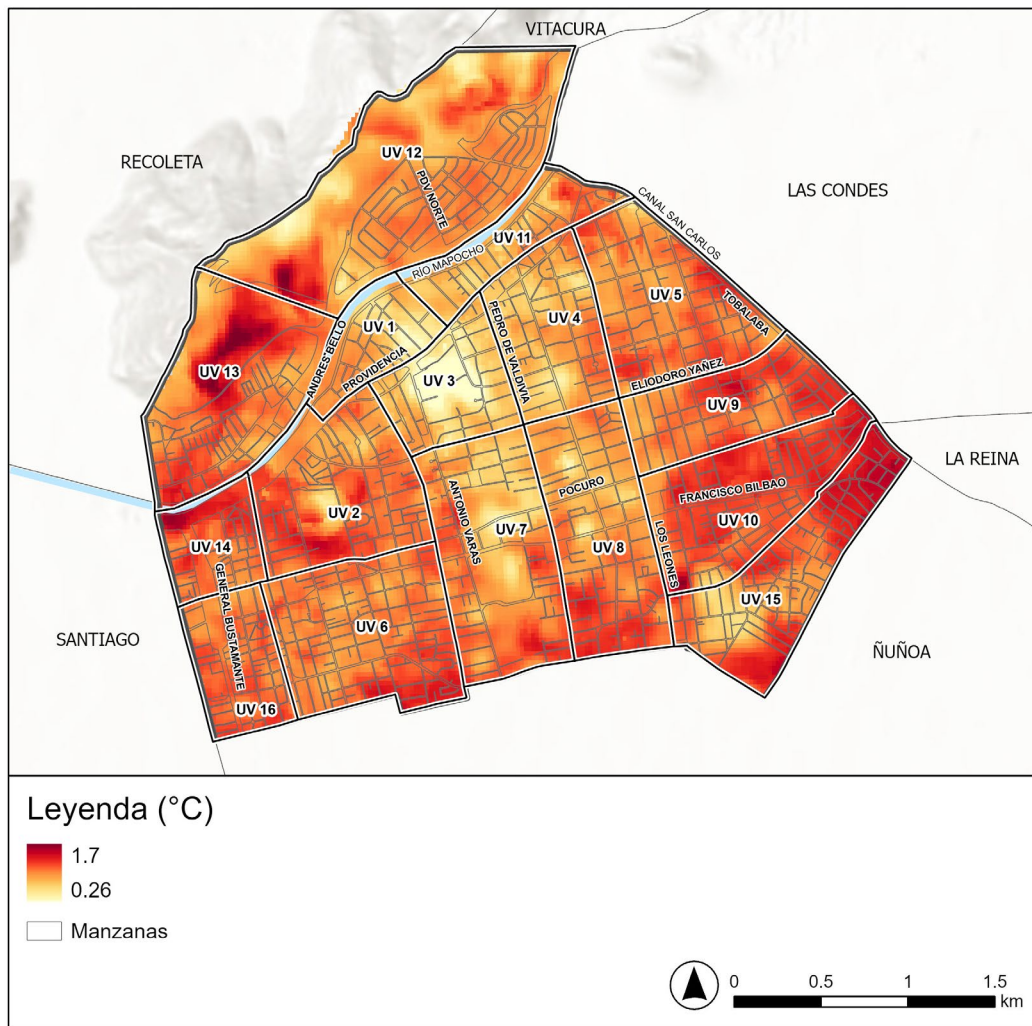 VITACURA
RECOLETA
UV 12
PDV NORTE
LAS CONDES
CANAL SAN CARLOS
UV 11
RÍO MAPOCHO
UV 5
TOBALABA
UV 4
PEDRO DE VALDIVIA
UV 1
ANDRES BELLO
PROVIDENCIA
UV 13
UV 3
ELIODORO YAÑEZ
UV 9
LA REINA
POCURO
FRANCISCO BILBAO
ANTONIO VARAS
UV 2
UV 7
UV 10
UV 14
UV 8
LOS LEONES
GENERAL BUSTAMANTE
UV 15
SANTIAGO
UV 6
ÑUÑOA
UV 16
Leyenda (°C)
1.7
0.26
Manzanas
0 0.5 1 1.5
km